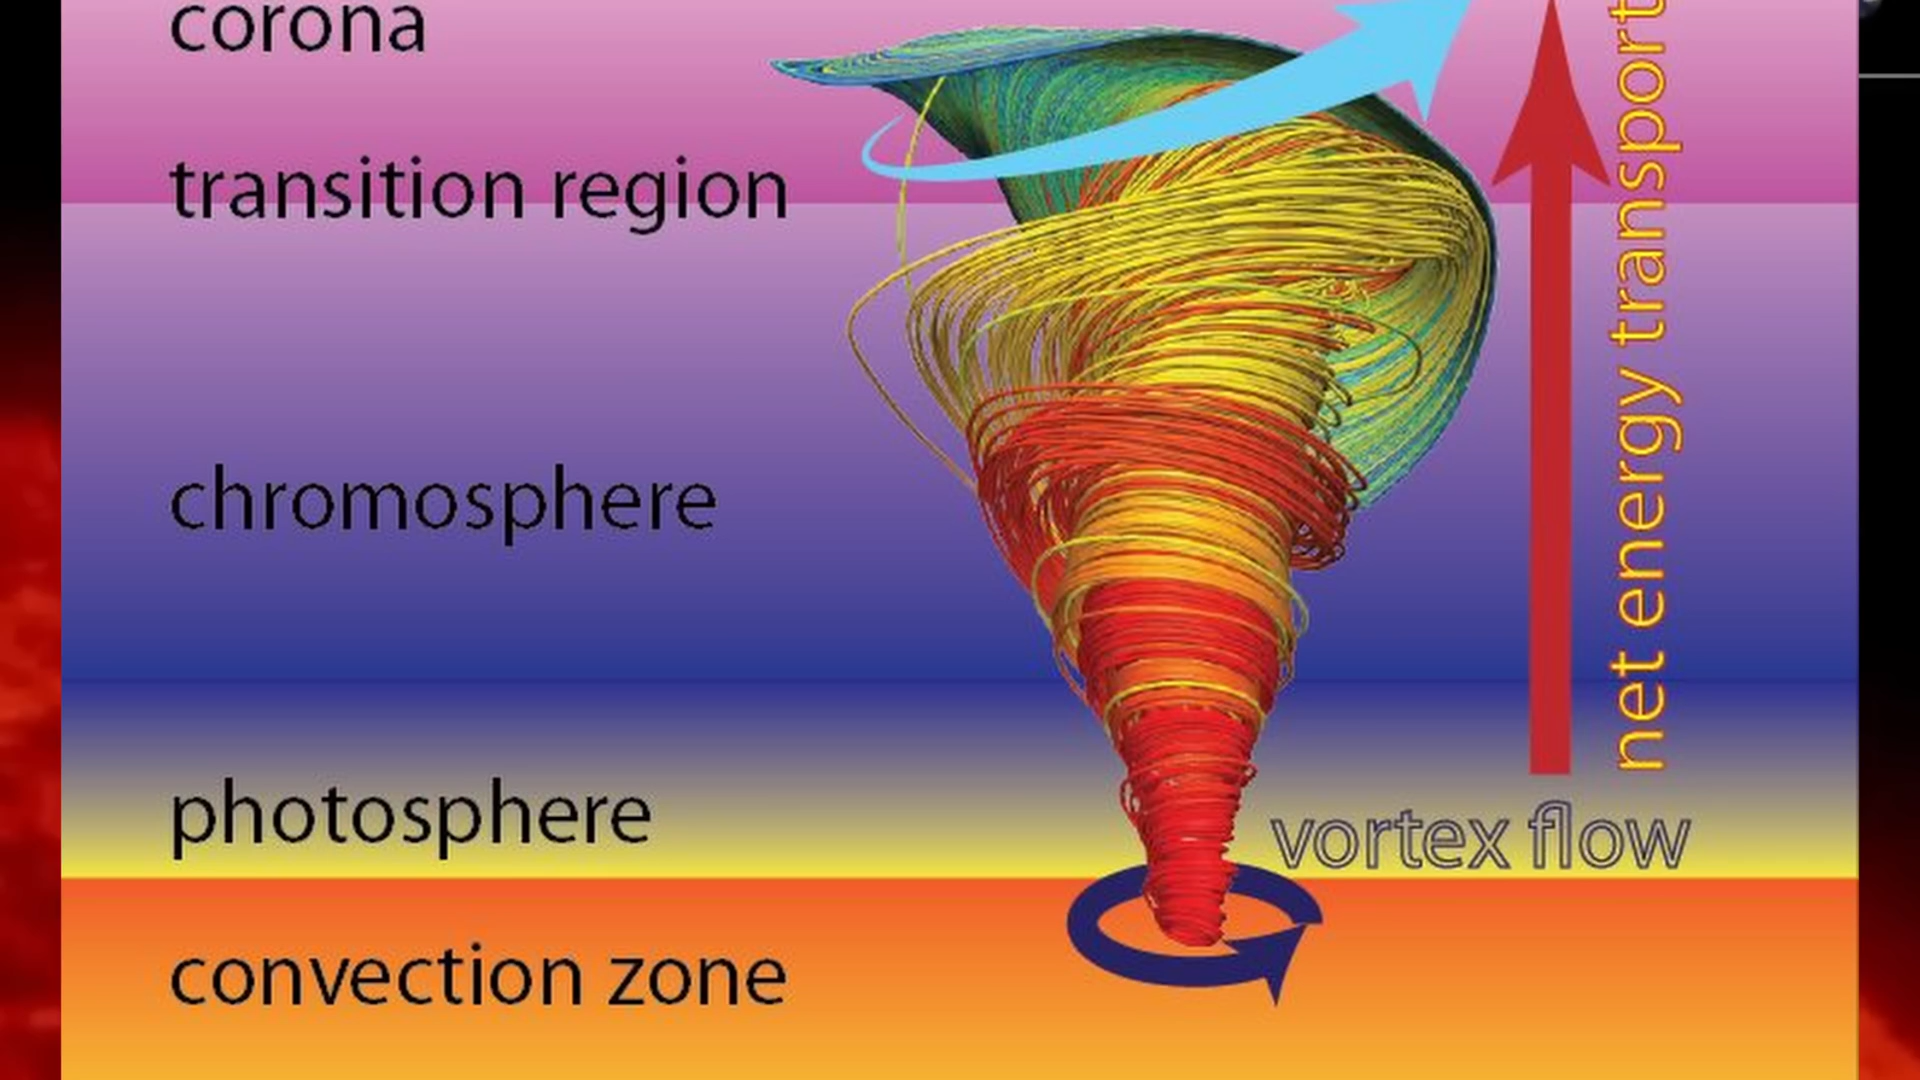 corona
transition region
chromosphere
photosphere
convection zone
net energy transport
vortex flow